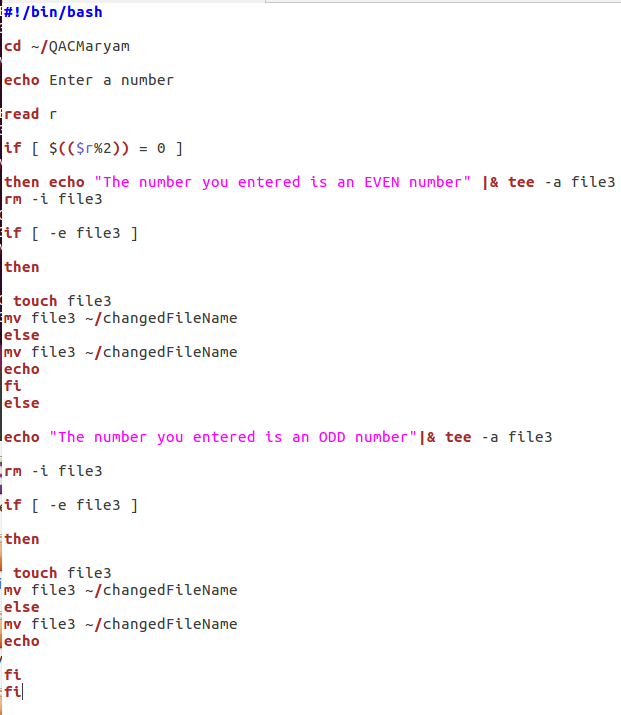 #!/bin/bash
cd ~/QACMaryam
echo Enter a number
read r
if [ $(($r%2)) = 0 ]
then echo "The number you entered is an EVEN number" |& tee -a file3
rm -i file3
if [ -e file3 ]
then
touch file3
mv file3 ~/changedFileName
else
mv file3 ~/changedFileName
echo
fi
else
echo "The number you entered is an ODD number"|& tee -a file3
rm -i file3
if [ -e file3 ]
then
touch file3
mv file3 ~/changedFileName
else
mv file3 ~/changedFileName
echo
fi
fi